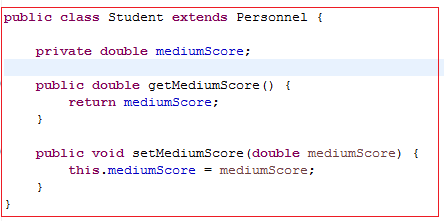 public class Student extends Personnel {
private double mediumScore;
public double getMediumScore() {
return mediumScore;
}
public void setMediumScore(double mediumScore) {
this.mediumScore = mediumScore;
}
}